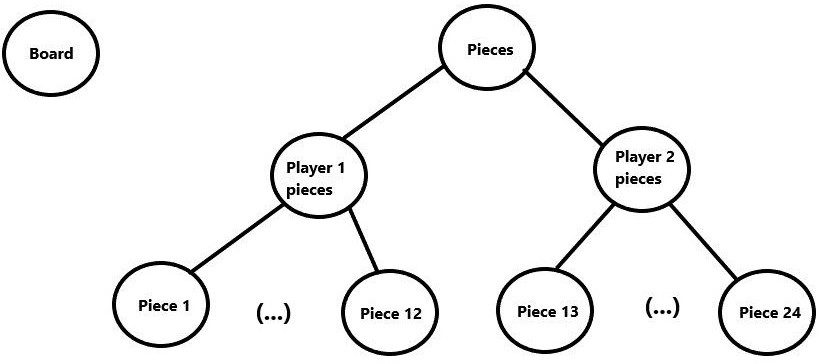 Board
Pieces
Player 1
pieces
Player 2
pieces
Piece 1
(...)
Piece 12
Piece 13
(...)
Piece 24